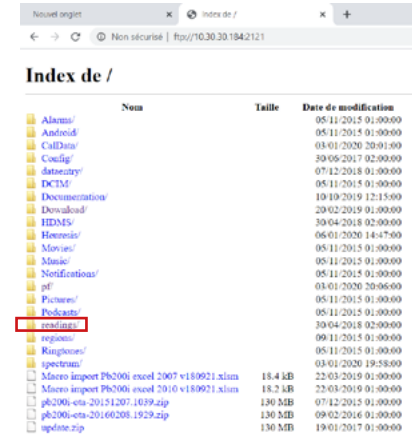 Nouvel onglet
Index de /
Non sécurisé | ftp://10.30.30.184:2121
Index de /
Nom Taille Date de modification
Alarms/ 05/11/2015 01:00:00
Android/ 05/11/2015 01:00:00
CalData/ 03/01/2020 20:01:00
Config/ 30/06/2017 02:00:00
dataentry/ 07/12/2018 01:00:00
DCIM/ 05/11/2015 01:00:00
Documentation/ 10/10/2019 12:15:00
Download/ 20/02/2019 01:00:00
HDMS/ 30/04/2018 02:00:00
Heeresis/ 06/01/2020 14:47:00
Movies/ 05/11/2015 01:00:00
Music/ 05/11/2015 01:00:00
Notifications/ 05/11/2015 01:00:00
pf/ 03/01/2020 20:06:00
Pictures/ 05/11/2015 01:00:00
Podcasts/ 05/11/2015 01:00:00
readings/ 30/04/2018 02:00:00
regions/ 09/11/2015 01:00:00
Ringtones/ 05/11/2015 01:00:00
spectrum/ 03/01/2020 19:58:00
Macro import Pb200i excel 2007 v180921.xlsm 18.4 kB 22/03/2019 01:00:00
Macro import Pb200i excel 2010 v180921.xlsm 18.2 kB 22/03/2019 01:00:00
pb200i-ota-20151207.1039.zip 130 MB 07/12/2015 01:00:00
pb200i-ota-20160208.1929.zip 130 MB 09/02/2016 01:00:00
update.zip 130 MB 19/01/2017 01:00:00